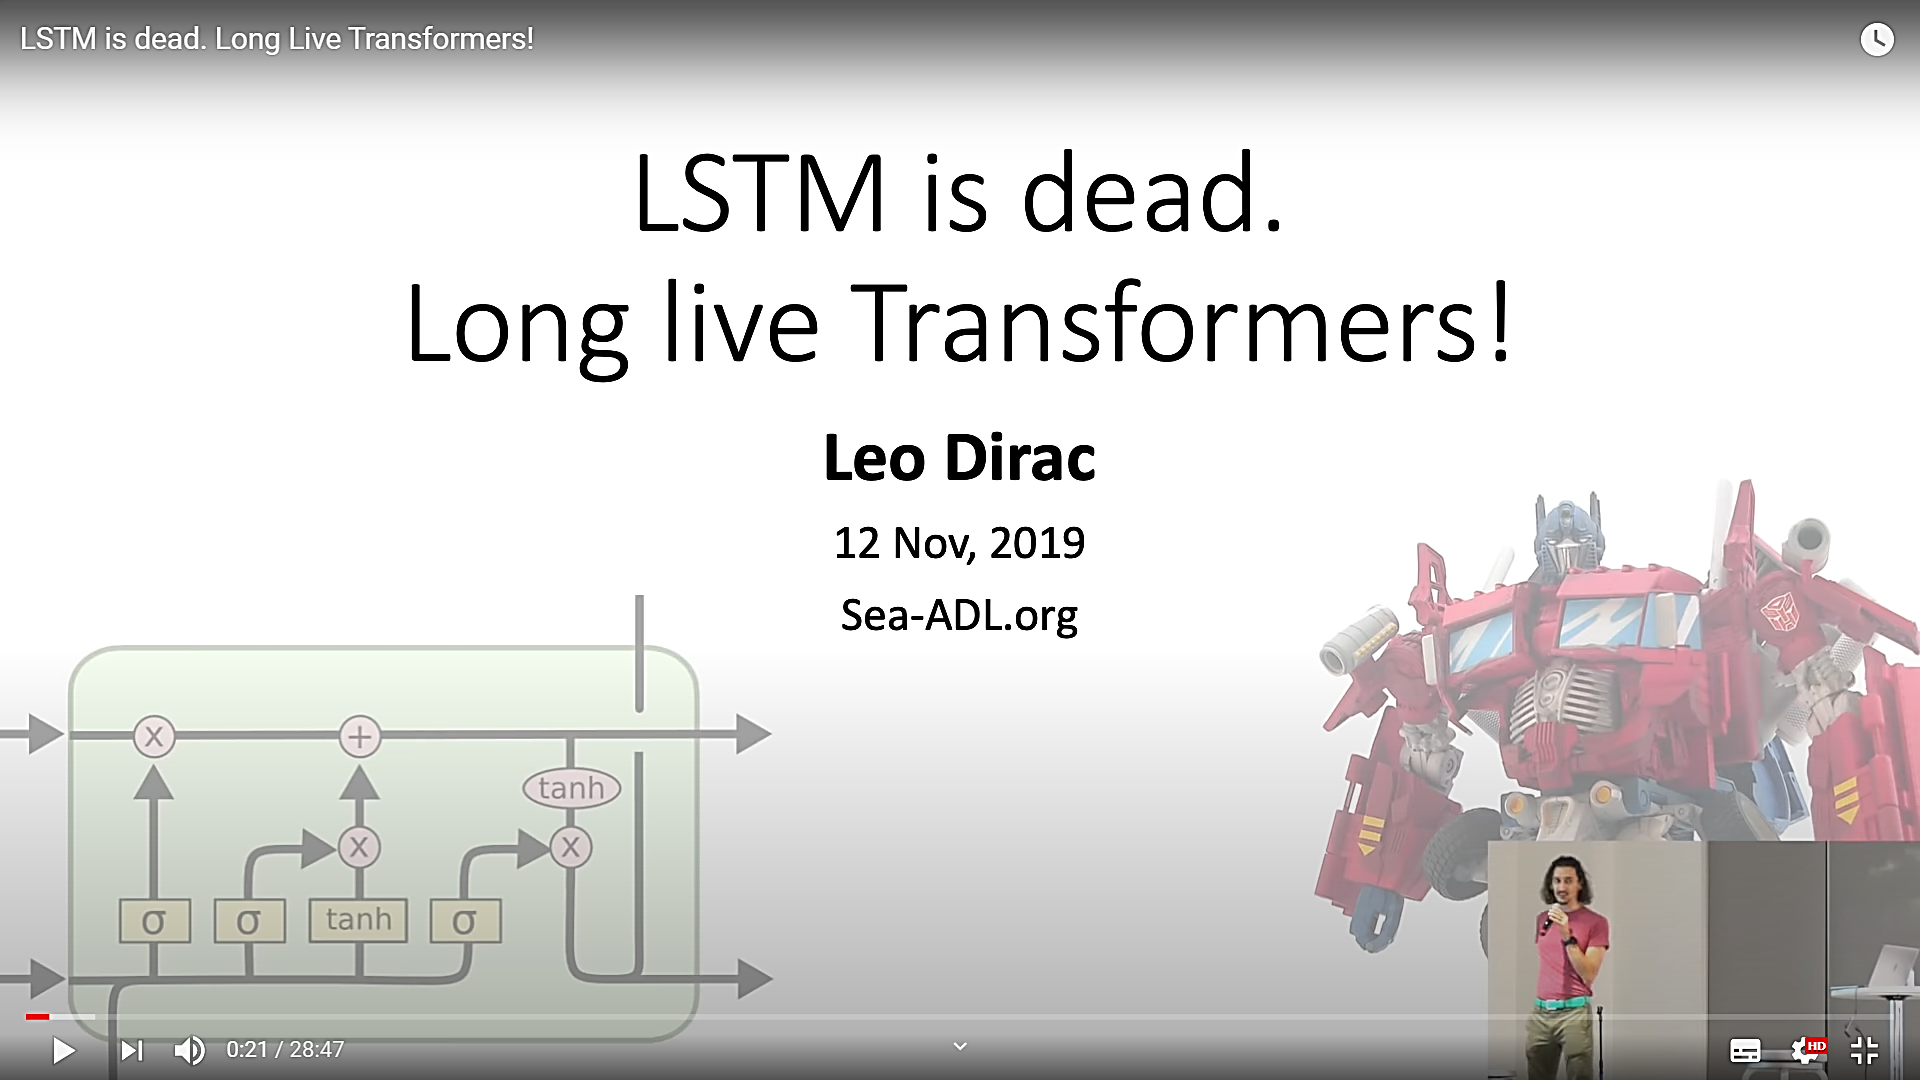 LSTM is dead. Long Live Transformers!
LSTM is dead.
Long live Transformers!
Leo Dirac
12 Nov, 2019
Sea-ADL.org
x
+
tanh
x
x
σ
σ
tanh
σ
0:21 / 28:47
HD